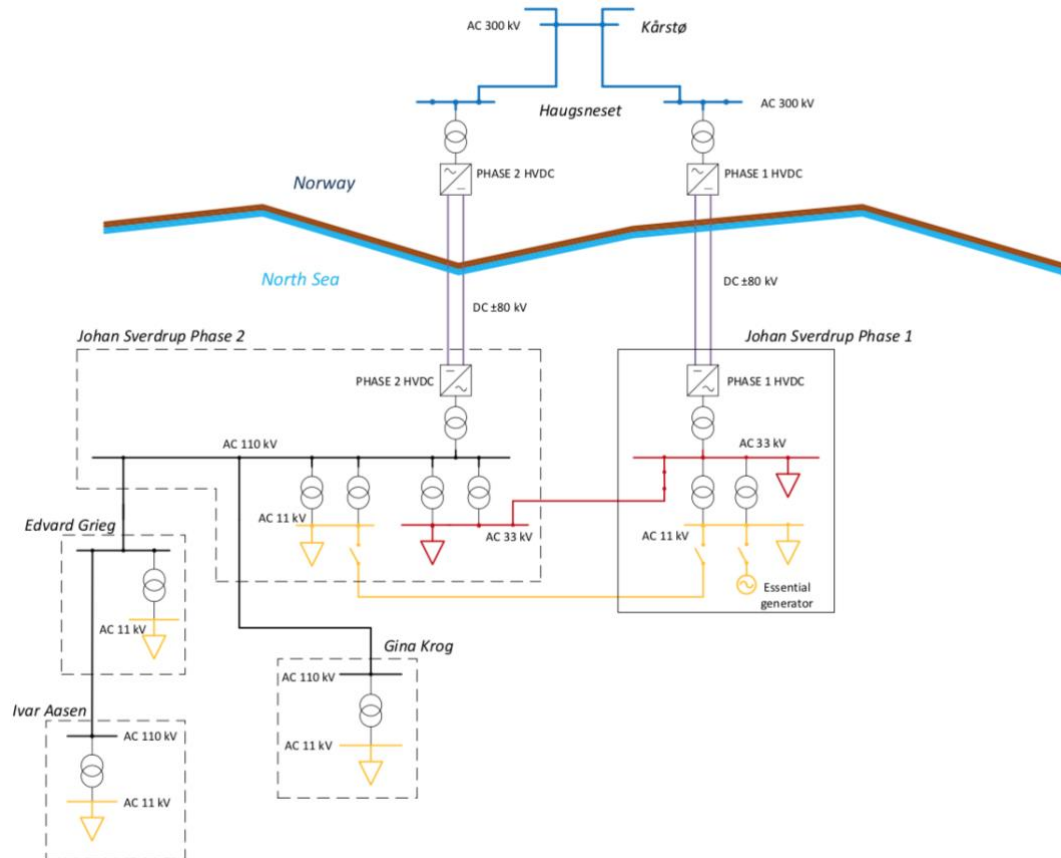 AC 300 kV
Kårstø
Haugsneset
AC 300 kV
PHASE 2 HVDC
PHASE 1 HVDC
Norway
North Sea
DC ±80 kV
DC ±80 kV
Johan Sverdrup Phase 2
Johan Sverdrup Phase 1
PHASE 2 HVDC
PHASE 1 HVDC
AC 110 kV
AC 33 kV
AC 11 kV
AC 33 kV
AC 11 kV
Edvard Grieg
Essential
generator
AC 11 kV
Gina Krog
AC 110 kV
Ivar Aasen
AC 110 kV
AC 11 kV
AC 11 kV